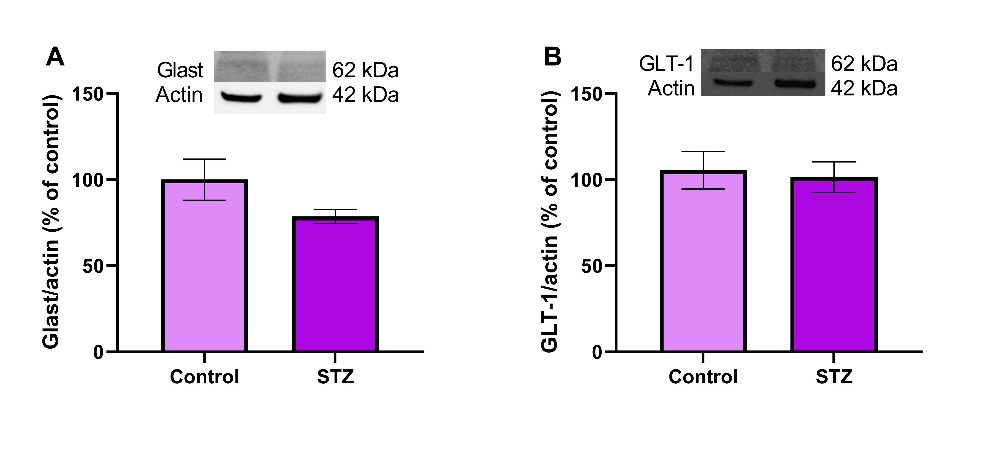 A
Glast
62 kDa
Actin
42 kDa
Glast/actin (% of control)
150
100
50
0
Control
STZ
B
GLT-1
62 kDa
Actin
42 kDa
GLT-1/actin (% of control)
150
100
50
0
Control
STZ